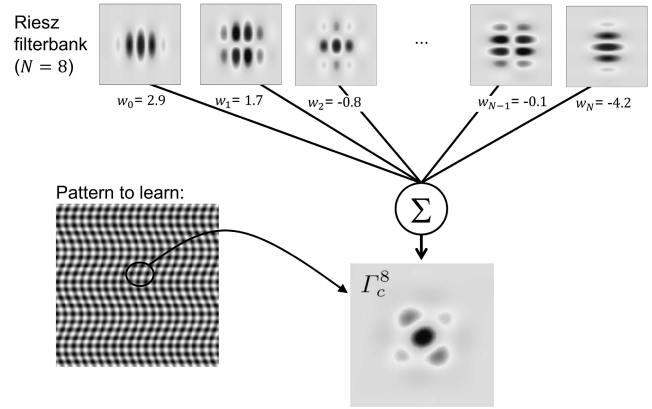 Riesz
filterbank
(N = 8)
...
w₀= 2.9
w₁= 1.7
w₂= -0.8
wN−1= -0.1
wN= -4.2
Σ
Pattern to learn:
Γc⁸